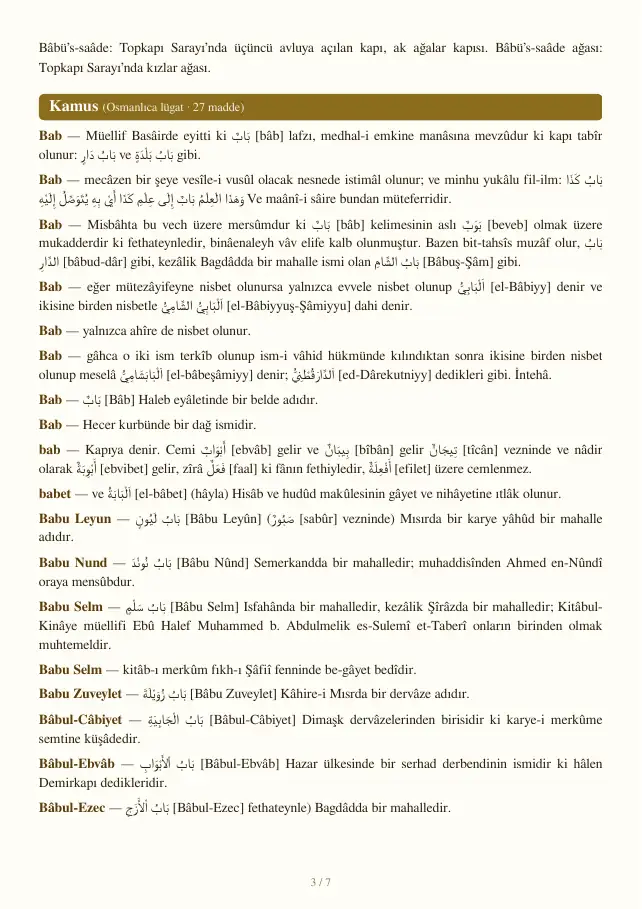 Bâbü's-saâde: Topkapı Sarayı'nda üçüncü avluya açılan kapı, ak ağalar kapısı. Bâbü's-saâde ağası:
Topkapı Sarayı'nda kızlar ağası.
Kamus (Osmanlıca lügat · 27 madde)
Bab — Müellif Basâirde eyitti ki بَابٌ [bâb] lafzı, medhal-i emkine manâsına mevzûdur ki kapı tabîr
olunur: بَابُ دَارٍ ve بَابُ بَلْدَةٍ gibi.
Bab — mecâzen bir şeye vesîle-i vusûl olacak nesnede istimâl olunur; ve minhu yukâlu fil-ilm: بَابُ كَذَا
وَهَذَا الْعِلْمُ بَابٌ إِلَى عِلْمِ كَذَا أَيْ بِهِ يُتَوَصَّلُ إِلَيْهِ Ve maânî-i sâire bundan müteferridir.
Bab — Misbâhta bu vech üzere mersûmdur ki بَابٌ [bâb] kelimesinin aslı بَوَبٌ [beveb] olmak üzere
mukadderdir ki fethateynledir, binâenaleyh vâv elife kalb olunmuştur. Bazen bit-tahsîs muzâf olur, بَابُ
الدَّارِ [bâbud-dâr] gibi, kezâlik Bagdâdda bir mahalle ismi olan بَابُ الشَّامِ [Bâbuş-Şâm] gibi.
Bab — eğer mütezâyifeyne nisbet olunursa yalnızca evvele nisbet olunup اَلْبَابِيُّ [el-Bâbiyy] denir ve
ikisine birden nisbetle اَلْبَابِيُّ الشَّامِيُّ [el-Bâbiyyuş-Şâmiyyu] dahi denir.
Bab — yalnızca ahîre de nisbet olunur.
Bab — gâhca o iki ism terkîb olunup ism-i vâhid hükmünde kılındıktan sonra ikisine birden nisbet
olunup meselâ اَلْبَابَشَامِيُّ [el-bâbeşâmiyy] denir; اَلدَّارَقُطْنِيُّ [ed-Dârekutniyy] dedikleri gibi. İntehâ.
Bab — بَابٌ [Bâb] Haleb eyâletinde bir belde adıdır.
Bab — Hecer kurbünde bir dağ ismidir.
bab — Kapıya denir. Cemi أَبْوَابٌ [ebvâb] gelir ve بِيبَانٌ [bîbân] gelir تِيجَانٌ [tîcân] vezninde ve nâdir
olarak أَبْوِبَةٌ [ebvibet] gelir, zîrâ فَعَلٌ [faal] ki fânın fethiyledir, أَفْعِلَةٌ [efilet] üzere cemlenmez.
babet — ve اَلْبَابَةُ [el-bâbet] (hâyla) Hisâb ve hudûd makûlesinin gâyet ve nihâyetine ıtlâk olunur.
Babu Leyun — بَابُ لَيُونٍ [Bâbu Leyûn] (صَبُورٌ [sabûr] vezninde) Mısırda bir karye yâhûd bir mahalle
adıdır.
Babu Nund — بَابُ نُونْدَ [Bâbu Nûnd] Semerkandda bir mahalledir; muhaddisînden Ahmed en-Nûndî
oraya mensûbdur.
Babu Selm — بَابُ سَلْمٍ [Bâbu Selm] Isfahânda bir mahalledir, kezâlik Şîrâzda bir mahalledir; Kitâbul-
Kinâye müellifi Ebû Halef Muhammed b. Abdulmelik es-Sulemî et-Taberî onların birinden olmak
muhtemeldir.
Babu Selm — kitâb-ı merkûm fıkh-ı Şâfiî fenninde be-gâyet bedîdir.
Babu Zuveylet — بَابُ زُوَيْلَةَ [Bâbu Zuveylet] Kâhire-i Mısrda bir dervâze adıdır.
Bâbul-Câbiyet — بَابُ الْجَابِيَةِ [Bâbul-Câbiyet] Dimaşk dervâzelerinden birisidir ki karye-i merkûme
semtine küşâdedir.
Bâbul-Ebvâb — بَابُ الْأَبْوَابِ [Bâbul-Ebvâb] Hazar ülkesinde bir serhad derbendinin ismidir ki hâlen
Demirkapı dedikleridir.
Bâbul-Ezec — بَابُ الْأَزَجِ [Bâbul-Ezec] fethateynle) Bagdâdda bir mahalledir.
3 / 7